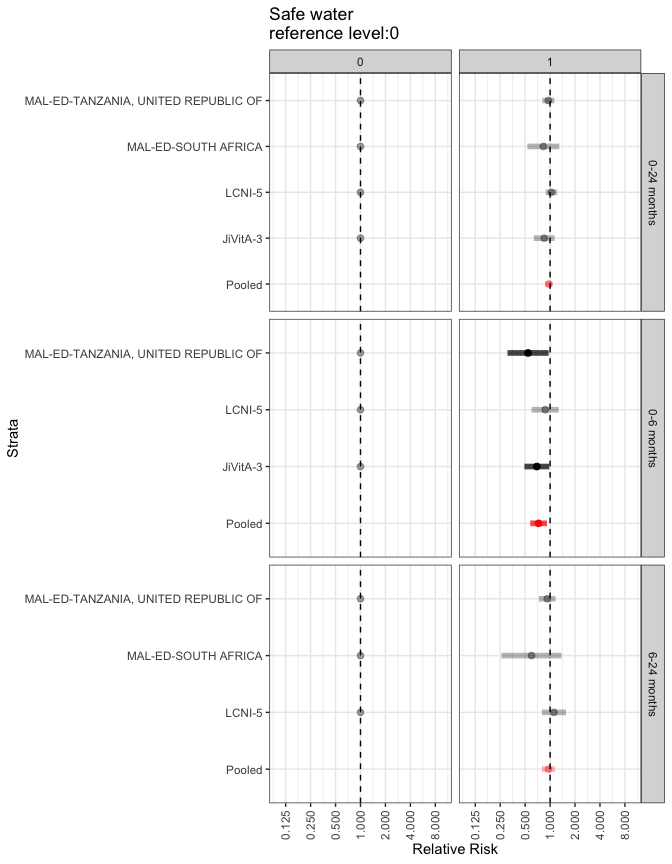 Safe water
reference level:0
0
1
MAL-ED-TANZANIA, UNITED REPUBLIC OF
MAL-ED-SOUTH AFRICA
LCNI-5
JiVitA-3
Pooled
0-24 months
MAL-ED-TANZANIA, UNITED REPUBLIC OF
LCNI-5
JiVitA-3
Pooled
0-6 months
MAL-ED-TANZANIA, UNITED REPUBLIC OF
MAL-ED-SOUTH AFRICA
LCNI-5
Pooled
6-24 months
Strata
0.125 0.250 0.500 1.000 2.000 4.000 8.000
0.125 0.250 0.500 1.000 2.000 4.000 8.000
Relative Risk